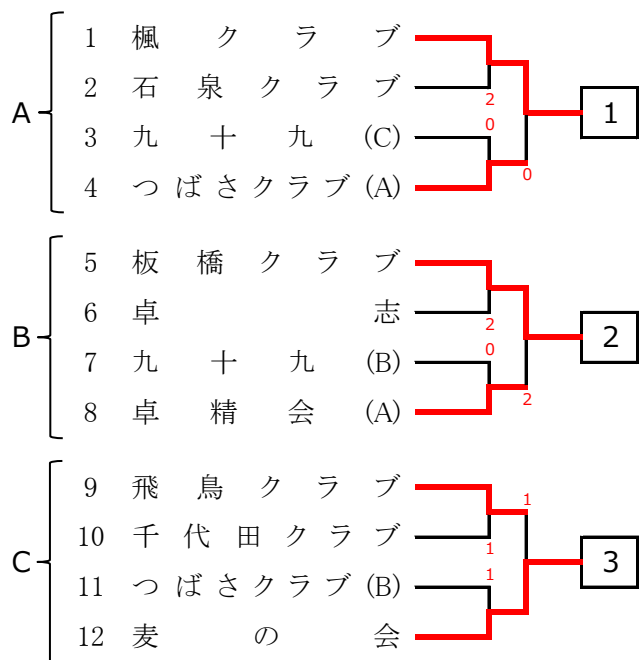 1 楓クラブ
2 石泉クラブ
2
A
1
0
3 九十九(C)
4 つばさクラブ(A)
0
5 板橋クラブ
6 卓志
2
B
2
0
7 九十九(B)
8 卓精会(A)
2
9 飛鳥クラブ
1
10 千代田クラブ
1
C
3
1
11 つばさクラブ(B)
12 麦の会